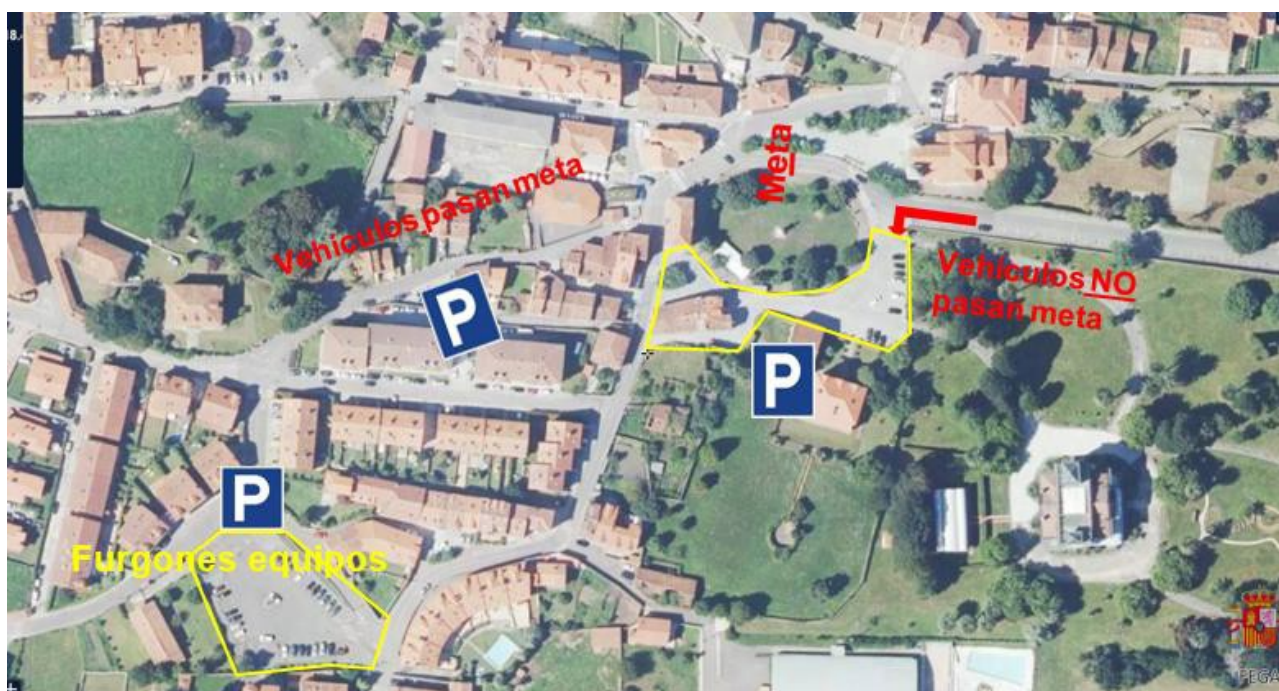 Vehiculos pasan meta
Meta
Vehiculos NO
pasan meta
P
P
P
Furgones equipos